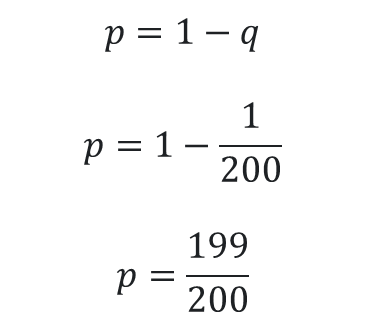 p = 1 − q
p = 1 − 1/200
p = 199/200